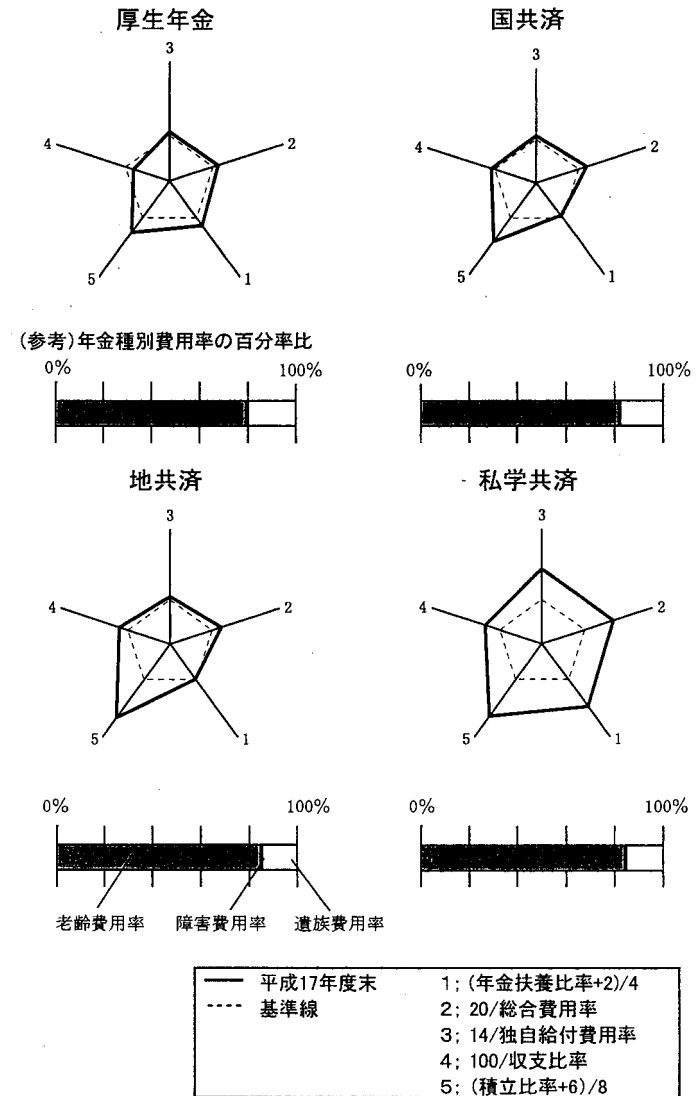 厚生年金
国共済
3
3
4
2
4
2
5
1
5
1
(参考)年金種別費用率の百分率比
0%
100%
0%
100%
地共済
私学共済
3
3
4
2
4
2
5
1
5
1
0%
100%
0%
100%
老齢費用率
障害費用率
遺族費用率
平成17年度末
基準線
1; (年金扶養比率+2)/4
2; 20/総合費用率
3; 14/独自給付費用率
4; 100/収支比率
5; (積立比率+6)/8